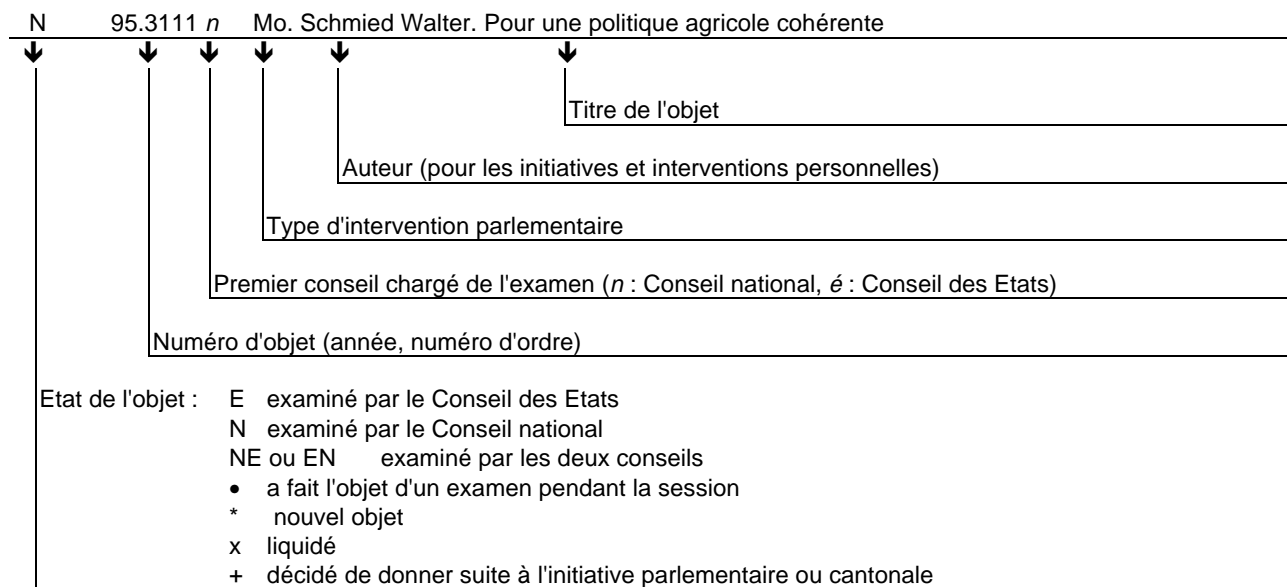 N 95.3111 n Mo. Schmied Walter. Pour une politique agricole cohérente
Titre de l'objet
Auteur (pour les initiatives et interventions personnelles)
Type d'intervention parlementaire
Premier conseil chargé de l'examen (n : Conseil national, é : Conseil des Etats)
Numéro d'objet (année, numéro d'ordre)
Etat de l'objet : E examiné par le Conseil des Etats
N examiné par le Conseil national
NE ou EN examiné par les deux conseils
• a fait l'objet d'un examen pendant la session
* nouvel objet
x liquidé
+ décidé de donner suite à l'initiative parlementaire ou cantonale